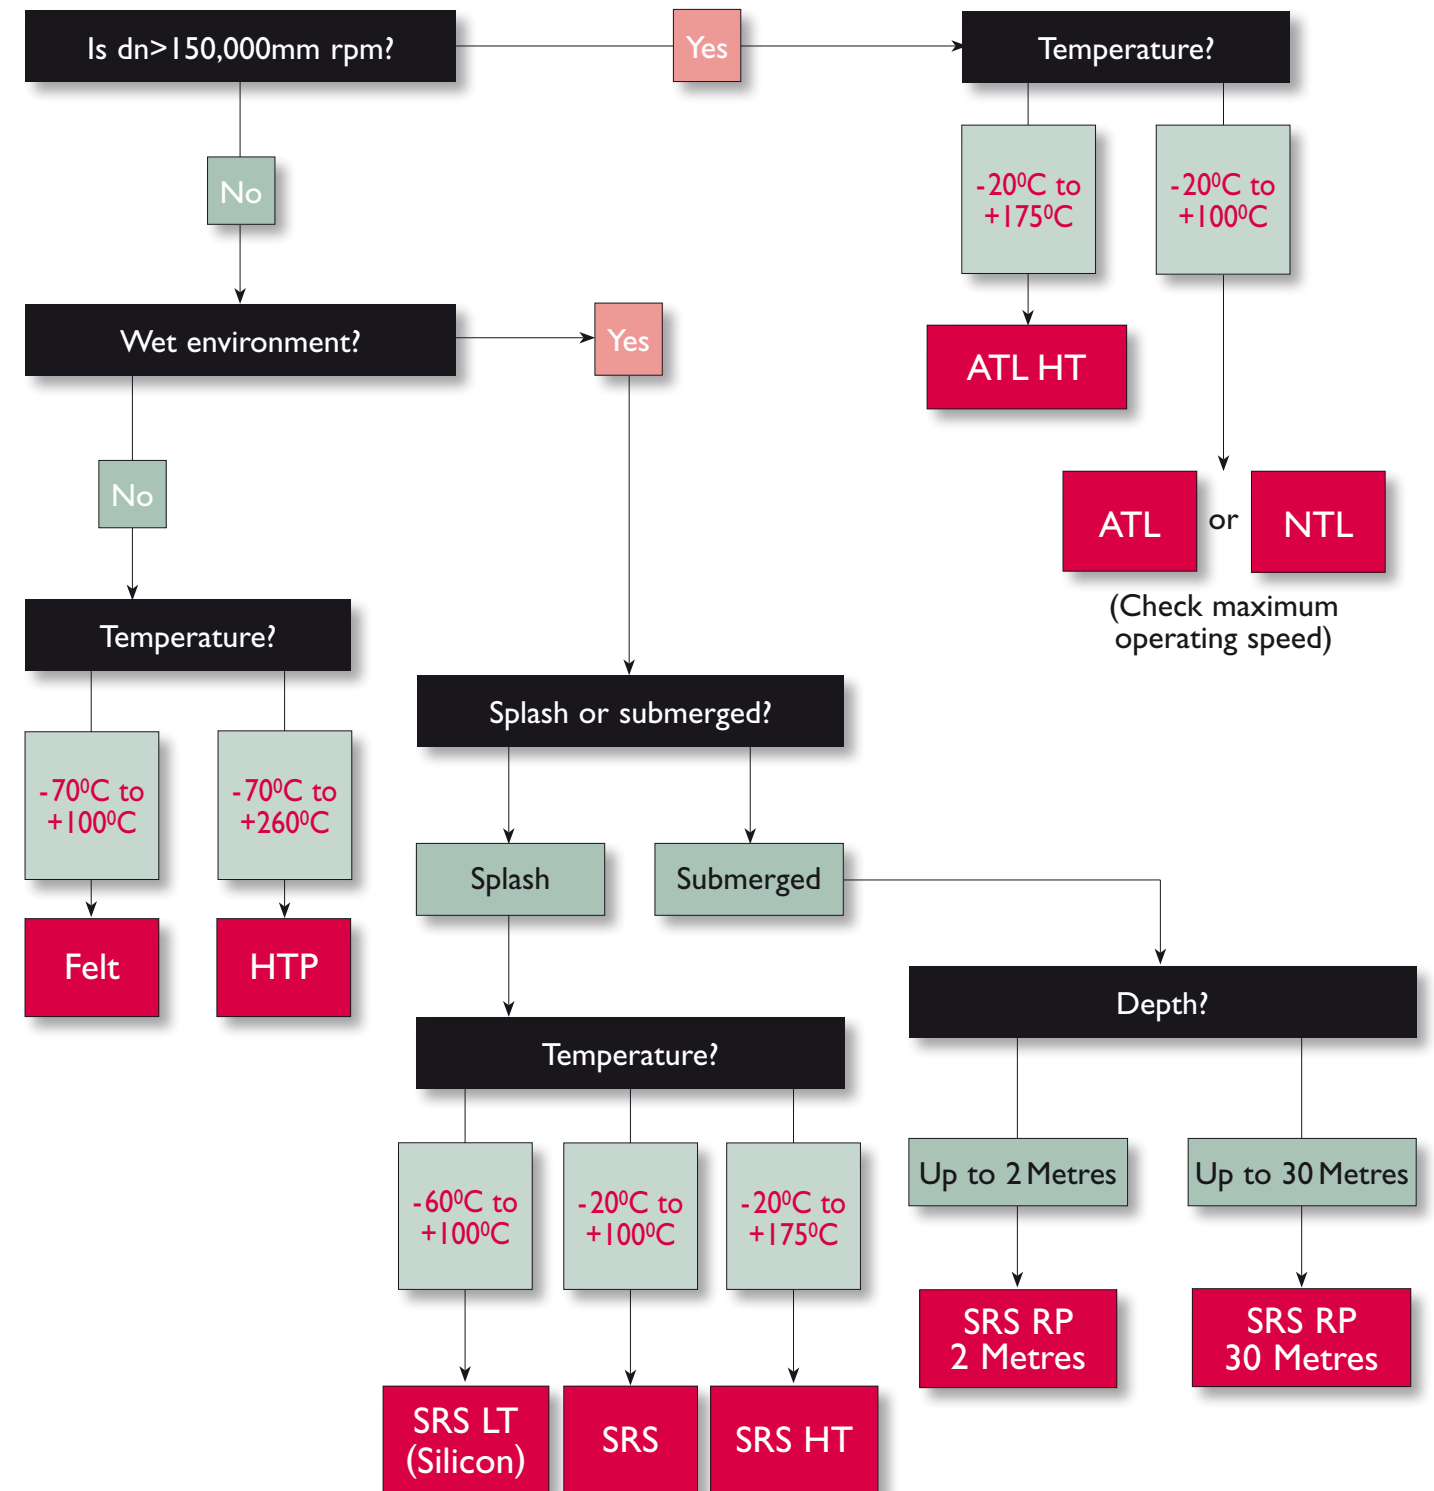 Is dn>150,000mm rpm?
Yes
Temperature?
-20⁰C to
+175⁰C
-20⁰C to
+100⁰C
No
Wet environment?
Yes
ATL HT
No
ATL
or
NTL
(Check maximum
operating speed)
Temperature?
-70⁰C to
+100⁰C
-70⁰C to
+260⁰C
Felt
HTP
Splash or submerged?
Splash
Submerged
Depth?
Temperature?
-60⁰C to
+100⁰C
-20⁰C to
+100⁰C
-20⁰C to
+175⁰C
Up to 2 Metres
Up to 30 Metres
SRS RP
2 Metres
SRS RP
30 Metres
SRS LT
(Silicon)
SRS
SRS HT